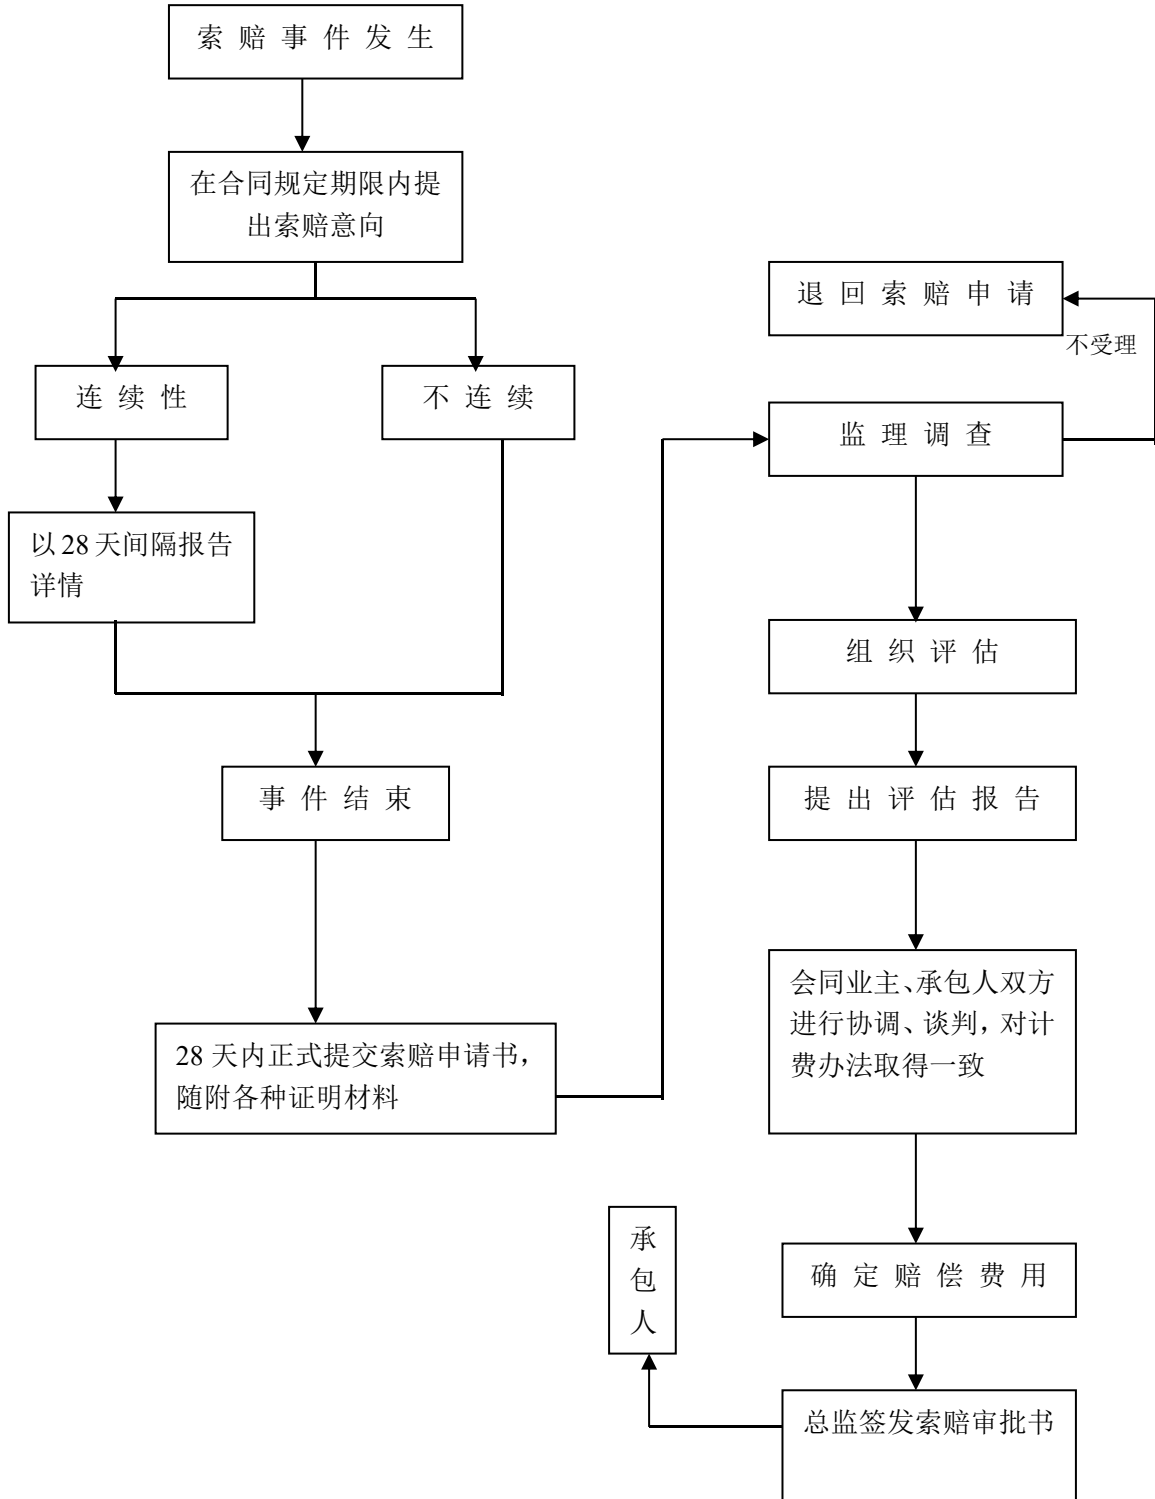 索赔事件发生
在合同规定期限内提
出索赔意向
连续性
不连续
以28天间隔报告
详情
事件结束
28 天内正式提交索赔申请书，
随附各种证明材料
退回索赔申请
不受理
监理调查
组织评估
提出评估报告
会同业主、承包人双方
进行协调、谈判，对计
费办法取得一致
确定赔偿费用
总监签发索赔审批书
承
包
人